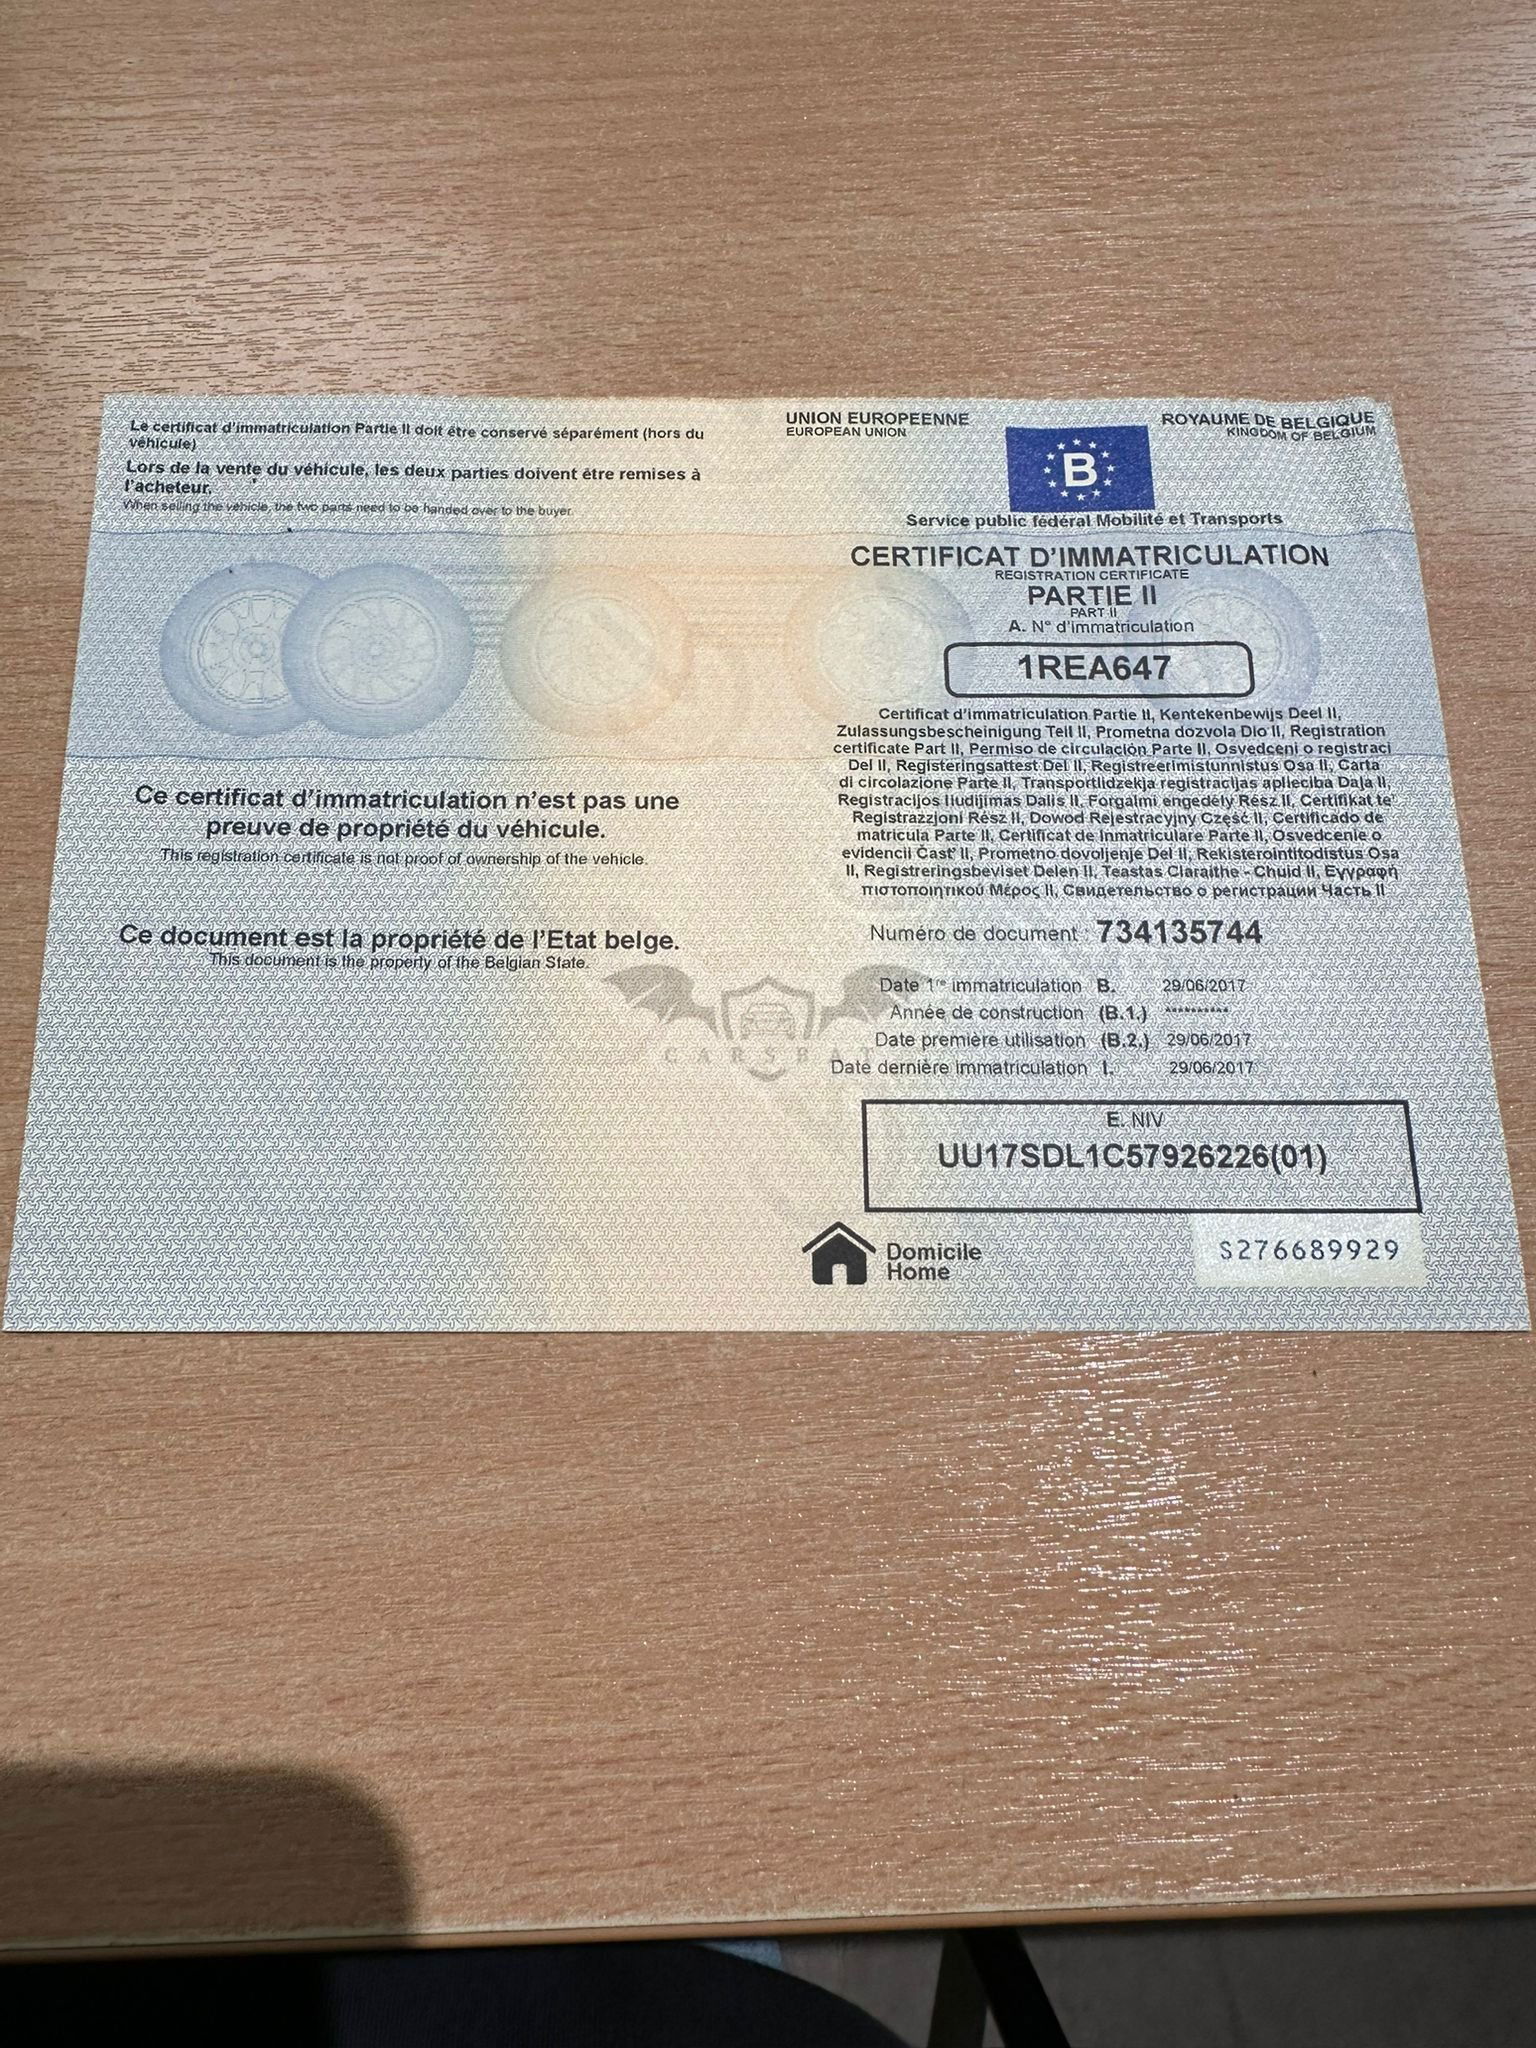 Le certificat d'immatriculation Partie II doit être conservé séparément (hors du
véhicule)
Lors de la vente du véhicule, les deux parties doivent être remises à
l'acheteur.
When selling the vehicle, the two parts need to be handed over to the buyer.
Ce certificat d'immatriculation n'est pas une
preuve de propriété du véhicule.
This registration certificate is not proof of ownership of the vehicle.
Ce document est la propriété de l'Etat belge.
This document is the property of the Belgian State.
CARSBAT
UNION EUROPEENNE
EUROPEAN UNION
B
ROYAUME DE BELGIQUE
KINGDOM OF BELGIUM
Service public fédéral Mobilité et Transports
CERTIFICAT D'IMMATRICULATION
REGISTRATION CERTIFICATE
PARTIE II
PART II
A. N° d'immatriculation
1REA647
Certificat d'immatriculation Partie II, Kentekenbewijs Deel II,
Zulassungsbescheinigung Teil II, Prometna dozvola Dio II, Registration
certificate Part II, Permiso de circulación Parte II, Osvedceni o registraci
Del II, Registeringsattest Del II, Registreerimistunnistus Osa II, Carta
di circolazione Parte II, Transportlidzekja registracijas aplieciba Daļa II,
Registracijos liudijimas Dalis II, Forgalmi engedély Rész II, Certifikat te'
Registrazzjoni Rész II, Dowod Rejestracyjny Część II, Certificado de
matricula Parte II, Certificat de Inmatriculare Parte II, Osvedcenie o
evidencii Časť II, Prometno dovoljenje Del II, Rekisterointitodistus Osa
II, Registreringsbeviset Delen II, Teastas Claraithe - Chuid II, Εγγραφή
πιστοποιητικού Μέρος II, Свидетельство о регистрации Часть II
Numéro de document : 734135744
Date 1re immatriculation B. 29/06/2017
Année de construction (B.1.) **********
Date première utilisation (B.2.) 29/06/2017
Date dernière immatriculation I. 29/06/2017
E. NIV
UU17SDL1C57926226(01)
Domicile
Home
S276689929